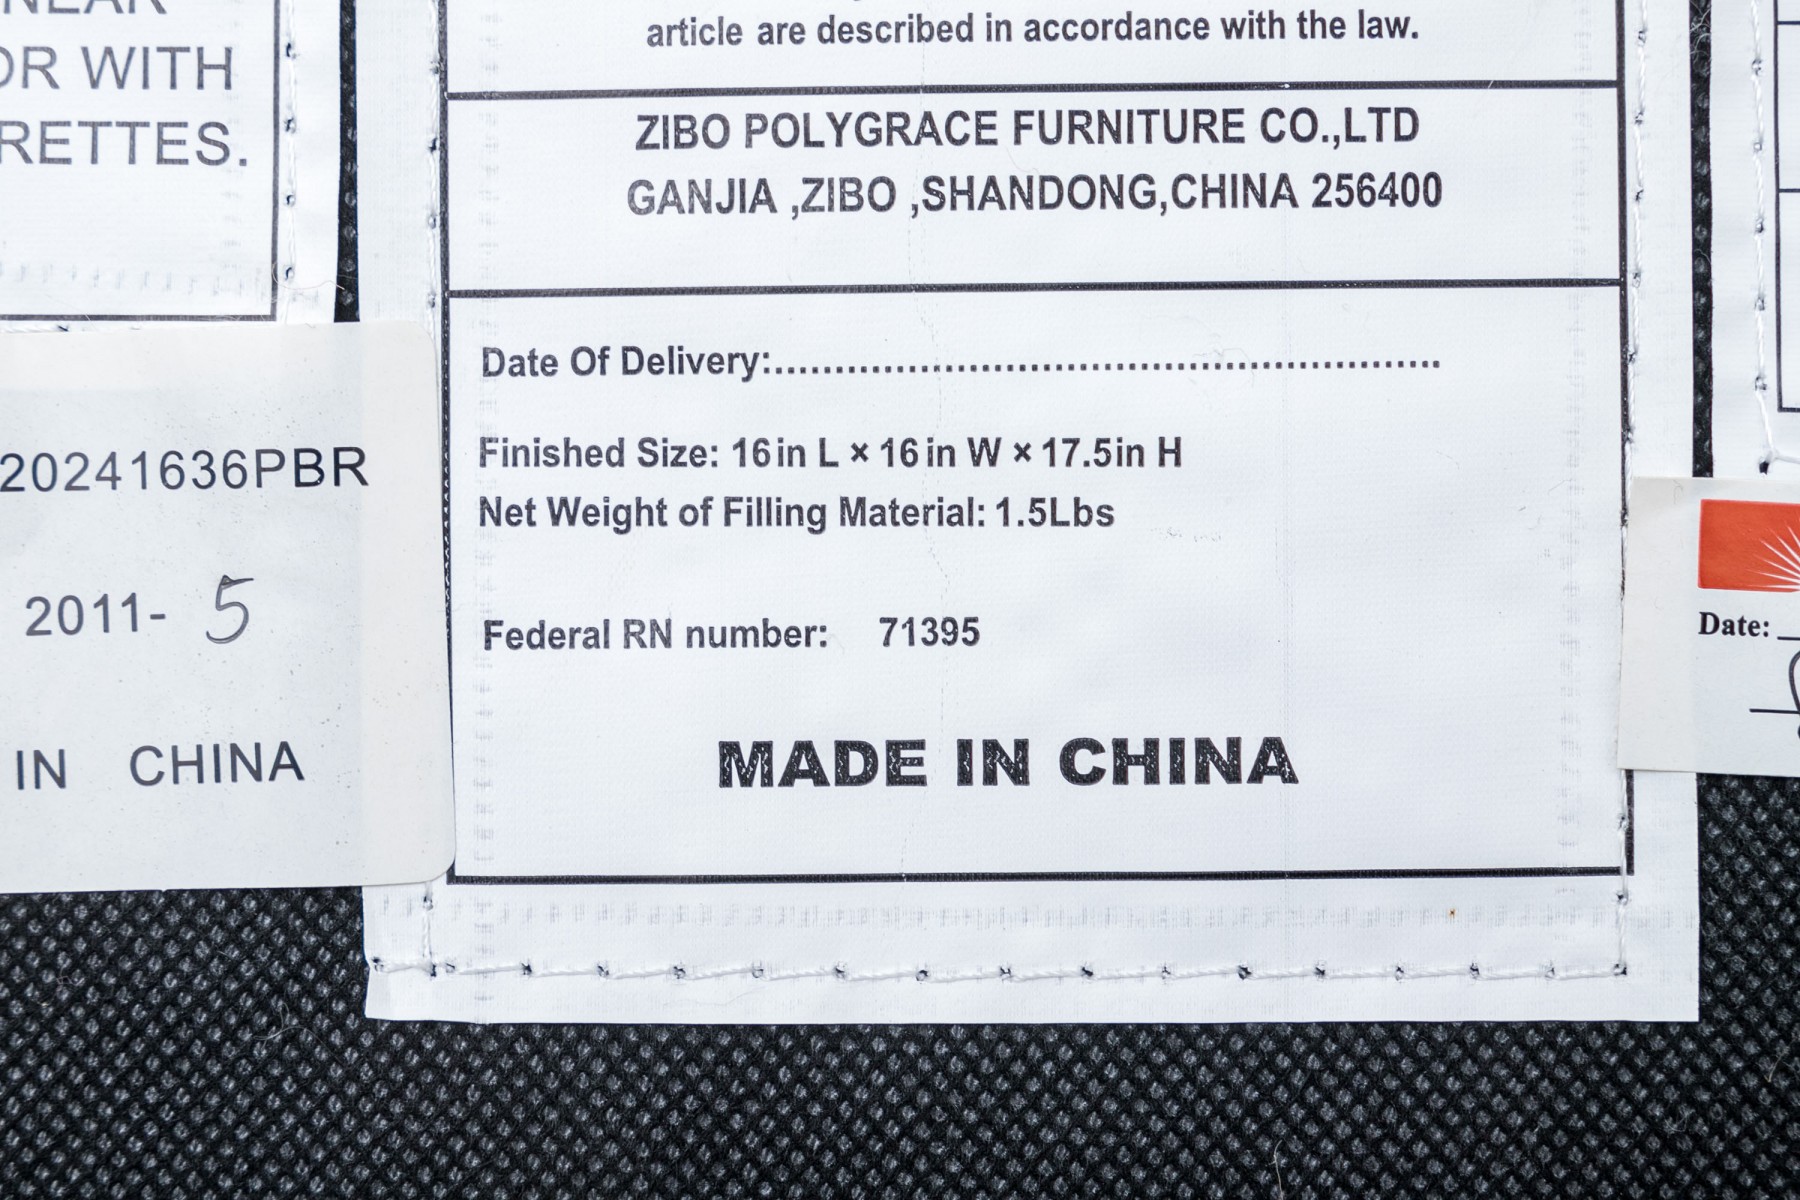 OR WITH
RETTES.
20241636PBR
2011- 5
IN CHINA
article are described in accordance with the law.
ZIBO POLYGRACE FURNITURE CO.,LTD
GANJIA ,ZIBO ,SHANDONG,CHINA 256400
Date Of Delivery:........................................................
Finished Size: 16in L × 16in W × 17.5in H
Net Weight of Filling Material: 1.5Lbs
Federal RN number: 71395
MADE IN CHINA
Date: